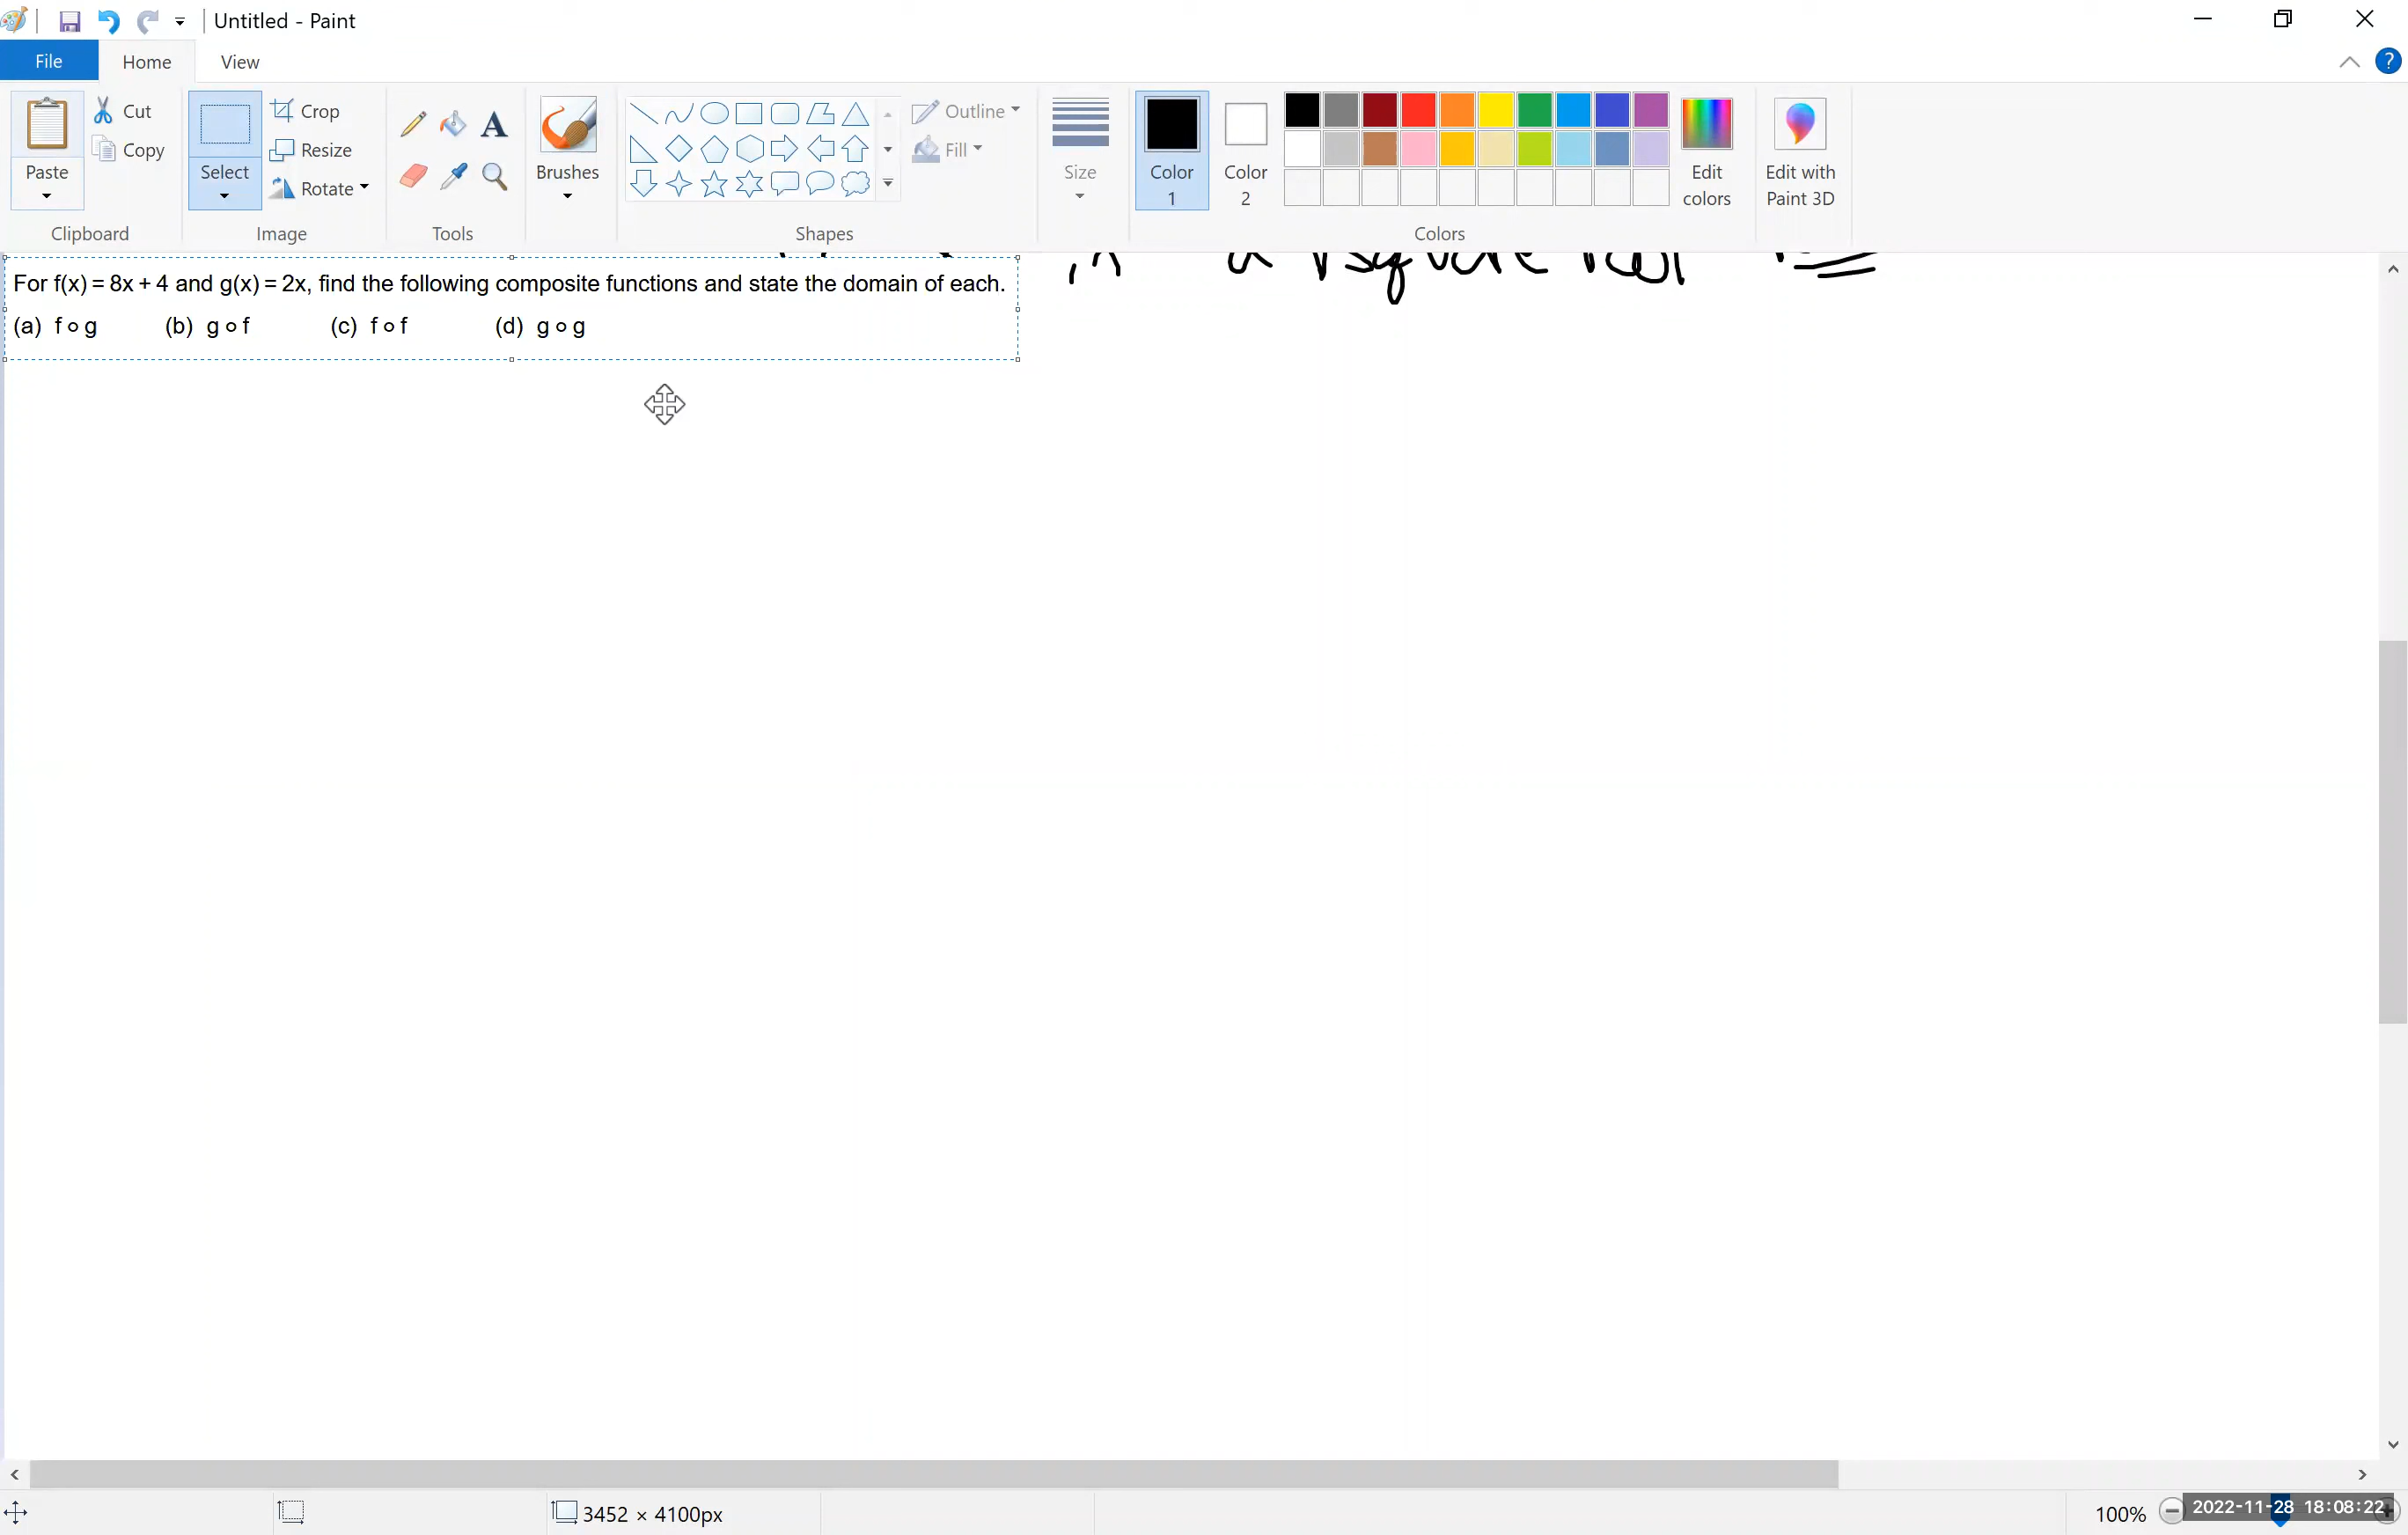 Untitled - Paint
File Home View
Paste
Cut
Copy
Clipboard
Select
Crop
Resize
Rotate
Image
A
Tools
Brushes
Shapes
Outline
Fill
Size
Color 1
Color 2
Colors
Edit colors
Edit with Paint 3D
?
a square root
For f(x) = 8x + 4 and g(x) = 2x, find the following composite functions and state the domain of each.
(a) f∘g (b) g∘f (c) f∘f (d) g∘g
3452 × 4100px
100%
2022-11-28 18:08:22